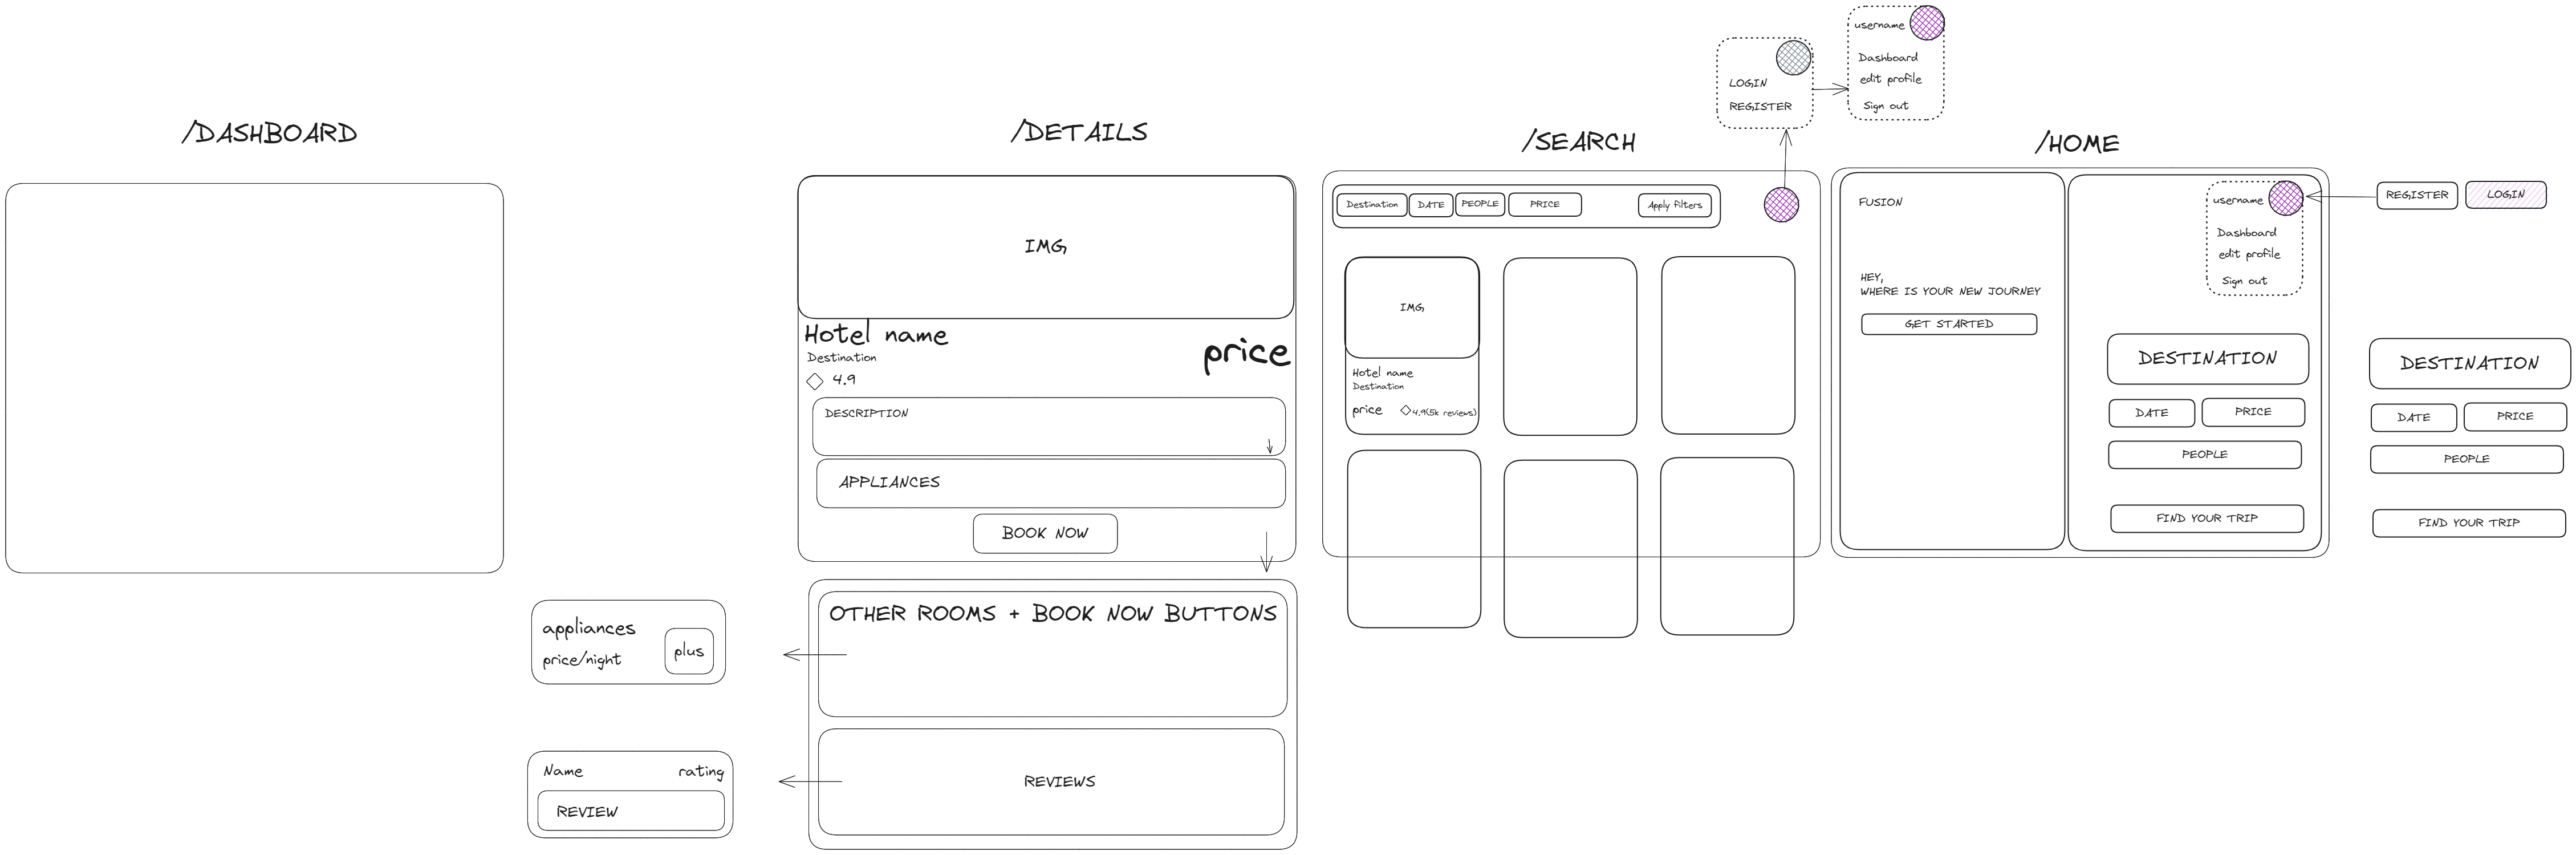 /DASHBOARD
/DETAILS
IMG
Hotel name
Destination
4.9
price
DESCRIPTION
APPLIANCES
BOOK NOW
OTHER ROOMS + BOOK NOW BUTTONS
REVIEWS
appliances
price/night
plus
Name rating
REVIEW
/SEARCH
Destination DATE PEOPLE PRICE Apply filters
IMG
Hotel name
Destination
price 4.9(5k reviews)
LOGIN
REGISTER
username
Dashboard
edit profile
Sign out
/HOME
FUSION
HEY,
WHERE IS YOUR NEW JOURNEY
GET STARTED
username
Dashboard
edit profile
Sign out
DESTINATION
DATE PRICE
PEOPLE
FIND YOUR TRIP
REGISTER LOGIN
DESTINATION
DATE PRICE
PEOPLE
FIND YOUR TRIP